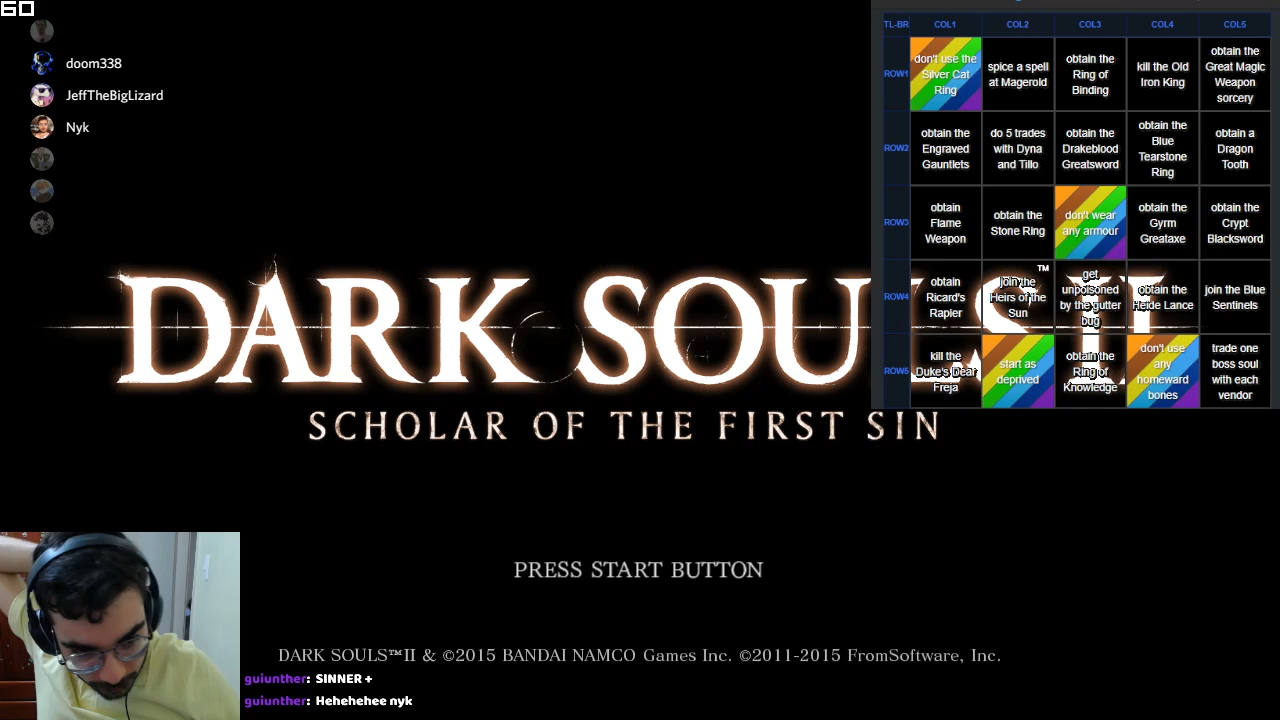 60
doom338
JeffTheBigLizard
Nyk
TL-BR COL1 COL2 COL3 COL4 COL5
ROW1
don't use the
Silver Cat
Ring
spice a spell
at Magerold
obtain the
Ring of
Binding
kill the Old
Iron King
obtain the
Great Magic
Weapon
sorcery
ROW2
obtain the
Engraved
Gauntlets
do 5 trades
with Dyna
and Tillo
obtain the
Drakeblood
Greatsword
obtain the
Blue
Tearstone
Ring
obtain a
Dragon
Tooth
ROW3
obtain
Flame
Weapon
obtain the
Stone Ring
don't wear
any armour
obtain the
Gyrm
Greataxe
obtain the
Crypt
Blacksword
ROW4
obtain
Ricard's
Rapier
join the
Heirs of the
Sun
get
unpoisoned
by the gutter
bug
obtain the
Heide Lance
join the Blue
Sentinels
ROW5
kill the
Duke's Dear
Freja
start as
deprived
obtain the
Ring of
Knowledge
don't use
any
homeward
bones
trade one
boss soul
with each
vendor
DARK SOULS II
™
SCHOLAR OF THE FIRST SIN
PRESS START BUTTON
DARK SOULS™II & ©2015 BANDAI NAMCO Games Inc. ©2011-2015 FromSoftware, Inc.
guiunther: SINNER +
guiunther: Hehehehee nyk